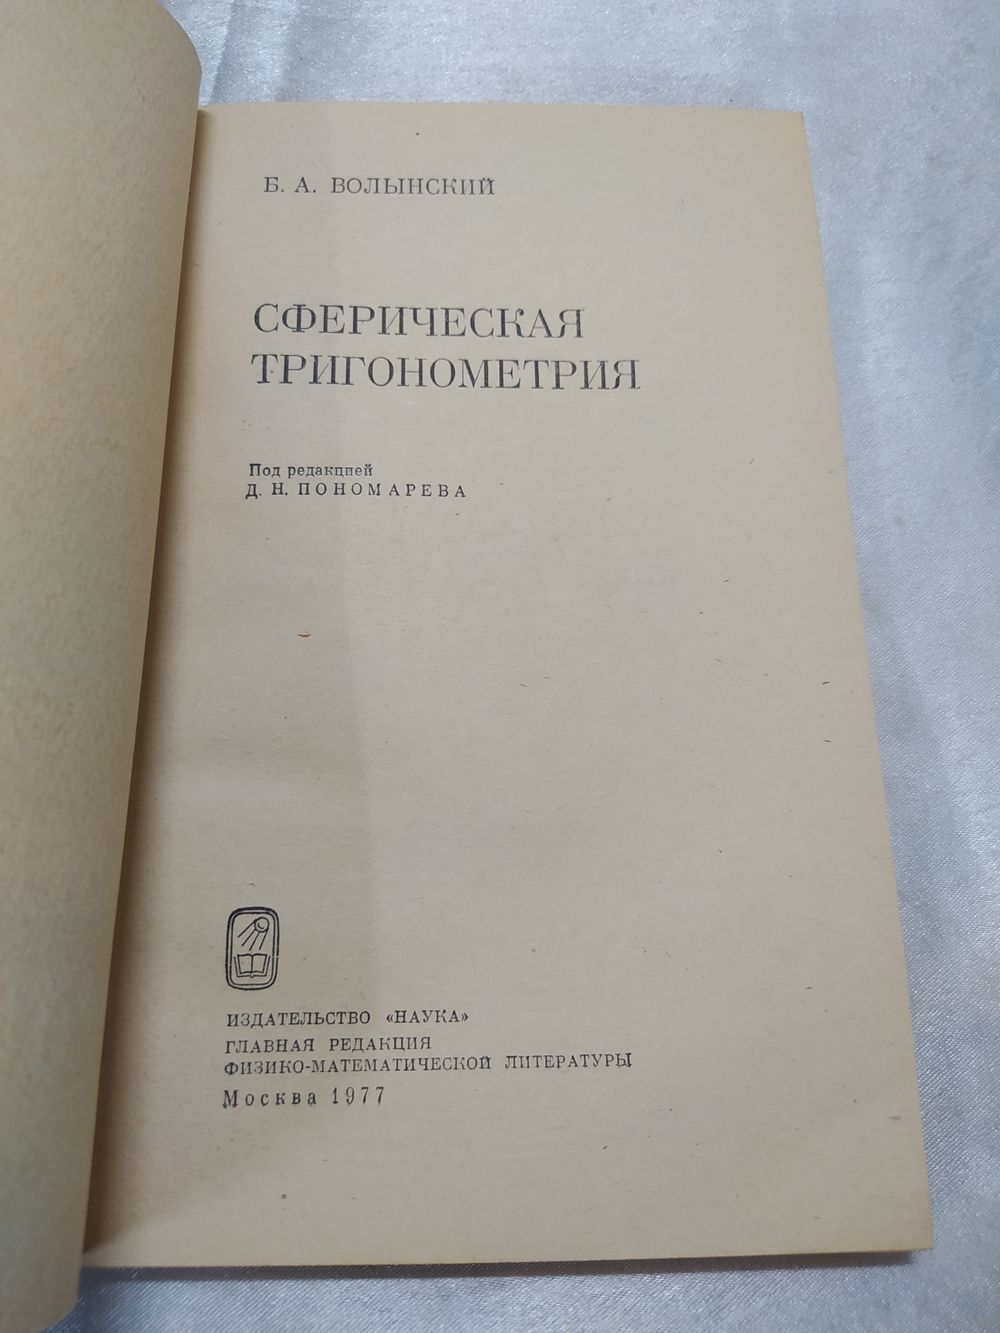 Б. А. ВОЛЫНСКИЙ
СФЕРИЧЕСКАЯ
ТРИГОНОМЕТРИЯ
Под редакцией
Д. Н. ПОНОМАРЕВА
ИЗДАТЕЛЬСТВО «НАУКА»
ГЛАВНАЯ РЕДАКЦИЯ
ФИЗИКО-МАТЕМАТИЧЕСКОЙ ЛИТЕРАТУРЫ
Москва 1977